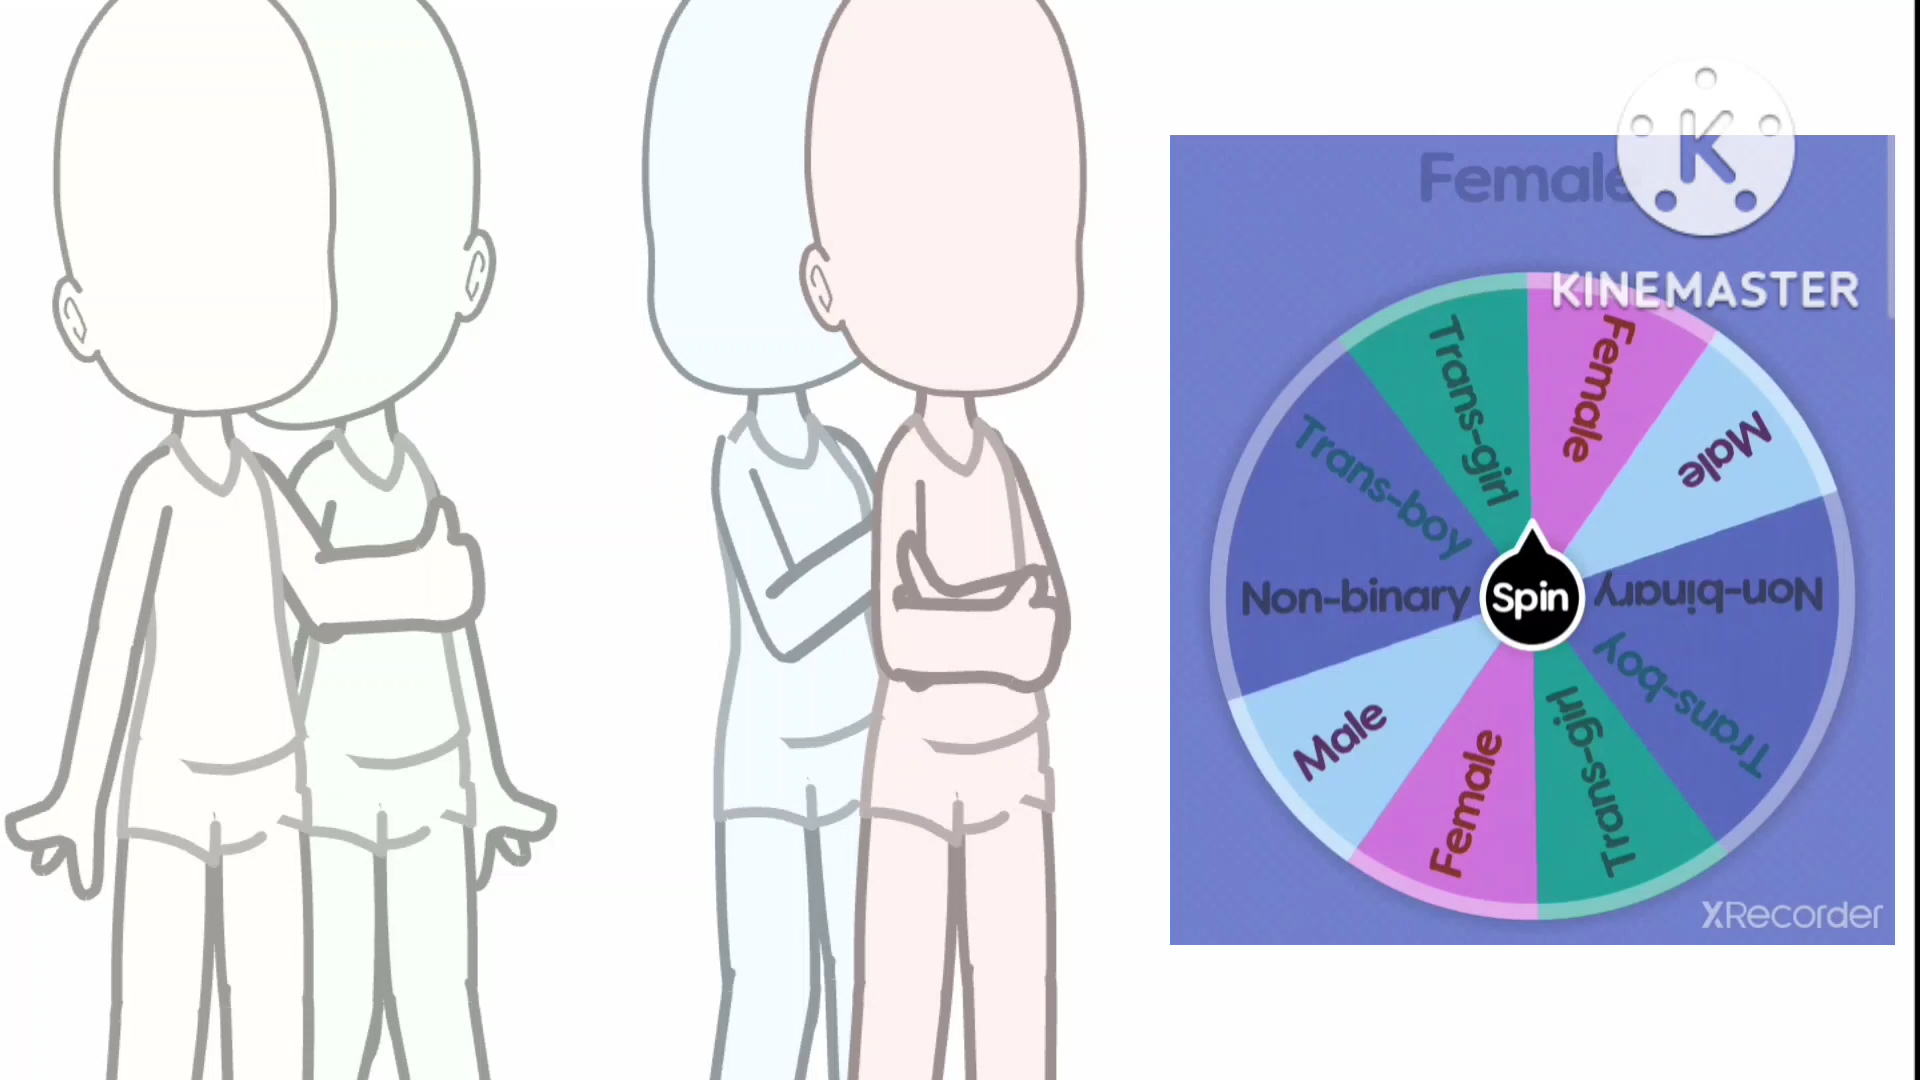 Female
K
KINEMASTER
Trans-girl
Female
Male
Trans-boy
Non-binary
Spin
Non-binary
Trans-boy
Male
Female
Trans-girl
XRecorder